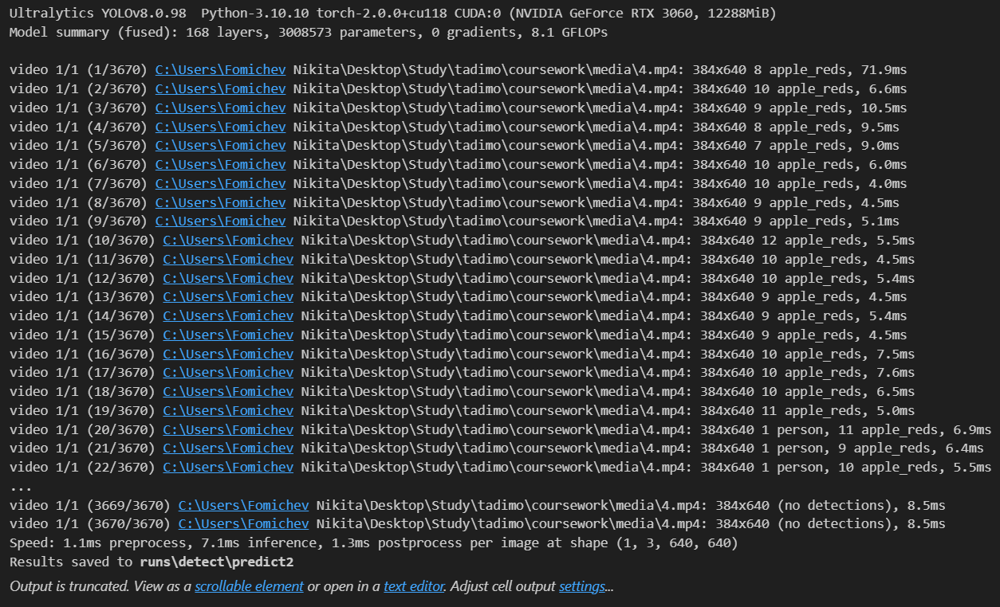 Ultralytics YOLOv8.0.98  Python-3.10.10 torch-2.0.0+cu118 CUDA:0 (NVIDIA GeForce RTX 3060, 12288MiB)
Model summary (fused): 168 layers, 3008573 parameters, 0 gradients, 8.1 GFLOPs
video 1/1 (1/3670) C:\Users\Fomichev Nikita\Desktop\Study\tadimo\coursework\media\4.mp4: 384x640 8 apple_reds, 71.9ms
video 1/1 (2/3670) C:\Users\Fomichev Nikita\Desktop\Study\tadimo\coursework\media\4.mp4: 384x640 10 apple_reds, 6.6ms
video 1/1 (3/3670) C:\Users\Fomichev Nikita\Desktop\Study\tadimo\coursework\media\4.mp4: 384x640 9 apple_reds, 10.5ms
video 1/1 (4/3670) C:\Users\Fomichev Nikita\Desktop\Study\tadimo\coursework\media\4.mp4: 384x640 8 apple_reds, 9.5ms
video 1/1 (5/3670) C:\Users\Fomichev Nikita\Desktop\Study\tadimo\coursework\media\4.mp4: 384x640 7 apple_reds, 9.0ms
video 1/1 (6/3670) C:\Users\Fomichev Nikita\Desktop\Study\tadimo\coursework\media\4.mp4: 384x640 10 apple_reds, 6.0ms
video 1/1 (7/3670) C:\Users\Fomichev Nikita\Desktop\Study\tadimo\coursework\media\4.mp4: 384x640 10 apple_reds, 4.0ms
video 1/1 (8/3670) C:\Users\Fomichev Nikita\Desktop\Study\tadimo\coursework\media\4.mp4: 384x640 9 apple_reds, 4.5ms
video 1/1 (9/3670) C:\Users\Fomichev Nikita\Desktop\Study\tadimo\coursework\media\4.mp4: 384x640 9 apple_reds, 5.1ms
video 1/1 (10/3670) C:\Users\Fomichev Nikita\Desktop\Study\tadimo\coursework\media\4.mp4: 384x640 12 apple_reds, 5.5ms
video 1/1 (11/3670) C:\Users\Fomichev Nikita\Desktop\Study\tadimo\coursework\media\4.mp4: 384x640 10 apple_reds, 4.5ms
video 1/1 (12/3670) C:\Users\Fomichev Nikita\Desktop\Study\tadimo\coursework\media\4.mp4: 384x640 10 apple_reds, 5.4ms
video 1/1 (13/3670) C:\Users\Fomichev Nikita\Desktop\Study\tadimo\coursework\media\4.mp4: 384x640 9 apple_reds, 4.5ms
video 1/1 (14/3670) C:\Users\Fomichev Nikita\Desktop\Study\tadimo\coursework\media\4.mp4: 384x640 9 apple_reds, 5.4ms
video 1/1 (15/3670) C:\Users\Fomichev Nikita\Desktop\Study\tadimo\coursework\media\4.mp4: 384x640 9 apple_reds, 4.5ms
video 1/1 (16/3670) C:\Users\Fomichev Nikita\Desktop\Study\tadimo\coursework\media\4.mp4: 384x640 10 apple_reds, 7.5ms
video 1/1 (17/3670) C:\Users\Fomichev Nikita\Desktop\Study\tadimo\coursework\media\4.mp4: 384x640 10 apple_reds, 7.6ms
video 1/1 (18/3670) C:\Users\Fomichev Nikita\Desktop\Study\tadimo\coursework\media\4.mp4: 384x640 10 apple_reds, 6.5ms
video 1/1 (19/3670) C:\Users\Fomichev Nikita\Desktop\Study\tadimo\coursework\media\4.mp4: 384x640 11 apple_reds, 5.0ms
video 1/1 (20/3670) C:\Users\Fomichev Nikita\Desktop\Study\tadimo\coursework\media\4.mp4: 384x640 1 person, 11 apple_reds, 6.9ms
video 1/1 (21/3670) C:\Users\Fomichev Nikita\Desktop\Study\tadimo\coursework\media\4.mp4: 384x640 1 person, 9 apple_reds, 6.4ms
video 1/1 (22/3670) C:\Users\Fomichev Nikita\Desktop\Study\tadimo\coursework\media\4.mp4: 384x640 1 person, 10 apple_reds, 5.5ms
...
video 1/1 (3669/3670) C:\Users\Fomichev Nikita\Desktop\Study\tadimo\coursework\media\4.mp4: 384x640 (no detections), 8.5ms
video 1/1 (3670/3670) C:\Users\Fomichev Nikita\Desktop\Study\tadimo\coursework\media\4.mp4: 384x640 (no detections), 8.5ms
Speed: 1.1ms preprocess, 7.1ms inference, 1.3ms postprocess per image at shape (1, 3, 640, 640)
Results saved to runs\detect\predict2
Output is truncated. View as a scrollable element or open in a text editor. Adjust cell output settings...